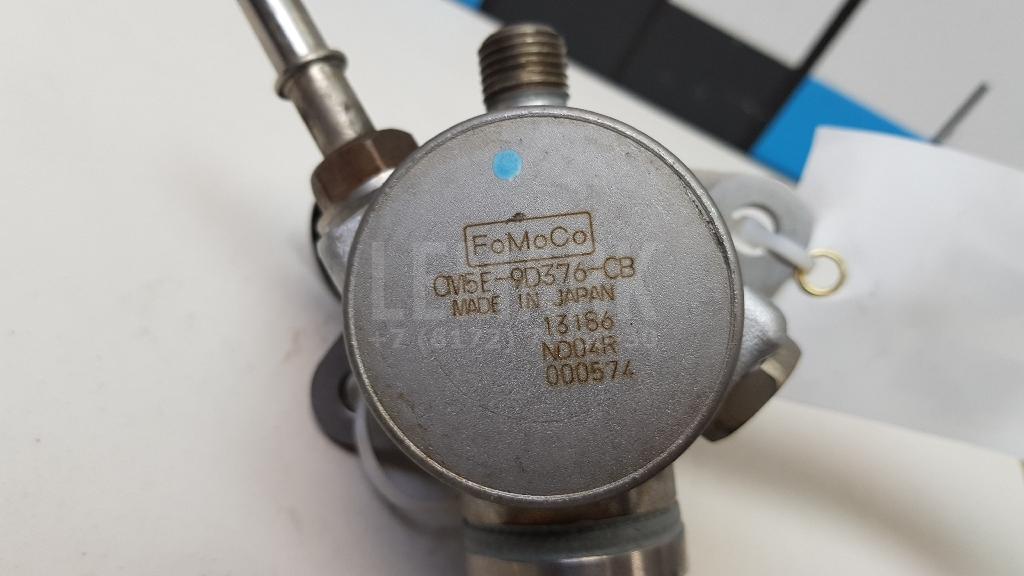 FoMoCo
CM5E-9D376-CB
MADE IN JAPAN
13186
ND04R
000574